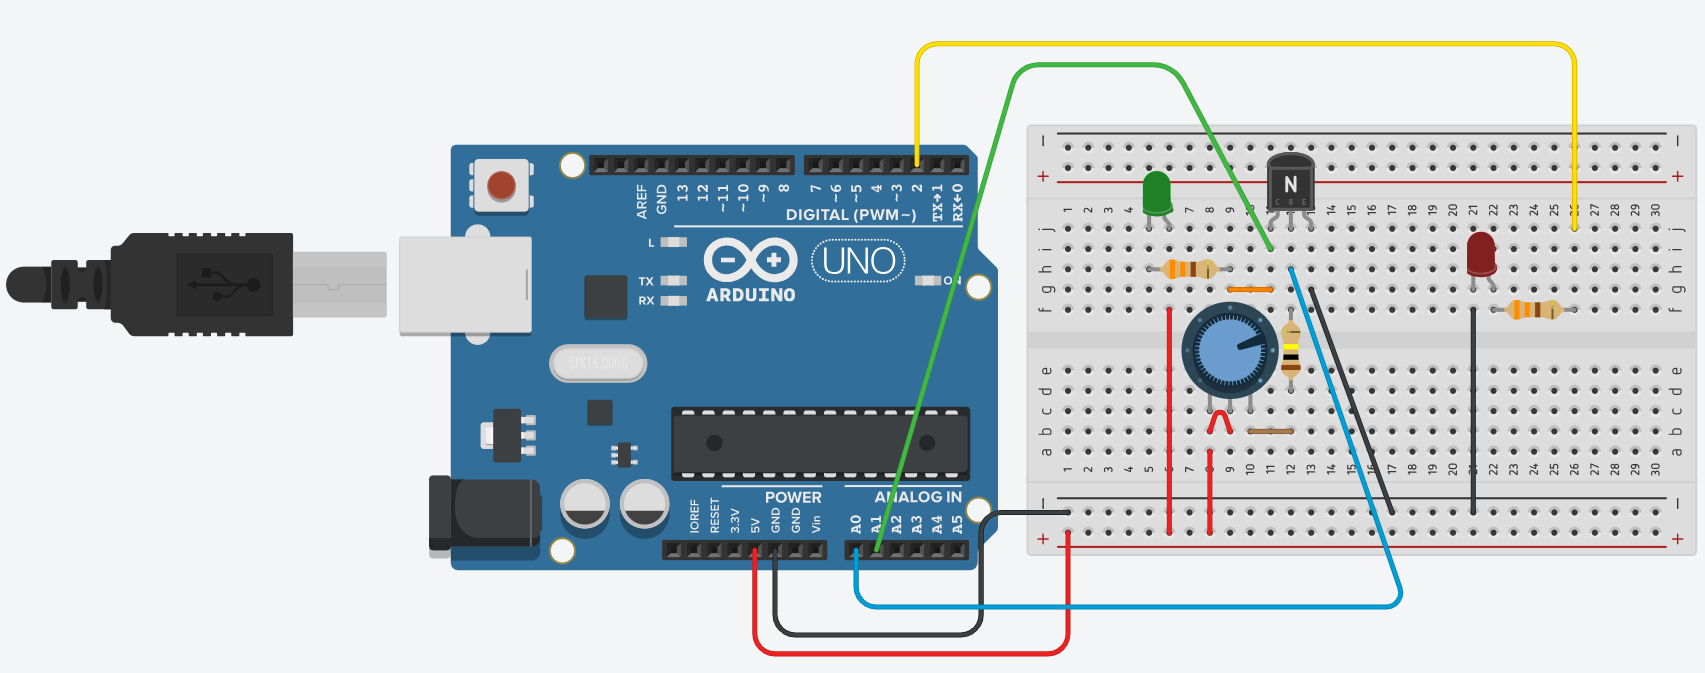 AREF
GND
13
12
~11
~10
~9
8
7
~6
~5
4
~3
2
TX→1
RX←0
DIGITAL (PWM~)
L
TX
RX
ARDUINO
UNO
ON
SPK16.000G
POWER
ANALOG IN
IOREF
RESET
3.3V
5V
GND
GND
Vin
A0
A1
A2
A3
A4
A5
− −
+ +
N
C B E
1 2 3 4 5 6 7 8 9 10 11 12 13 14 15 16 17 18 19 20 21 22 23 24 25 26 27 28 29 30
j j
i i
h h
g g
f f
e e
d d
c c
b b
a a
1 2 3 4 5 6 7 8 9 10 11 12 13 14 15 16 17 18 19 20 21 22 23 24 25 26 27 28 29 30
− −
+ +